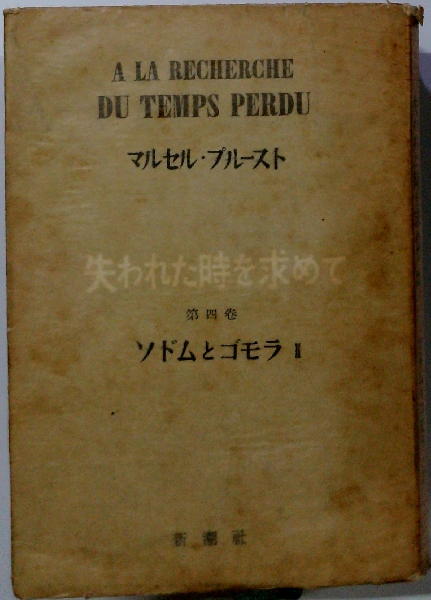 A LA RECHERCHE
DU TEMPS PERDU
マルセル・プルースト
失われた時を求めて
第四巻
ソドムとゴモラ II
新潮社